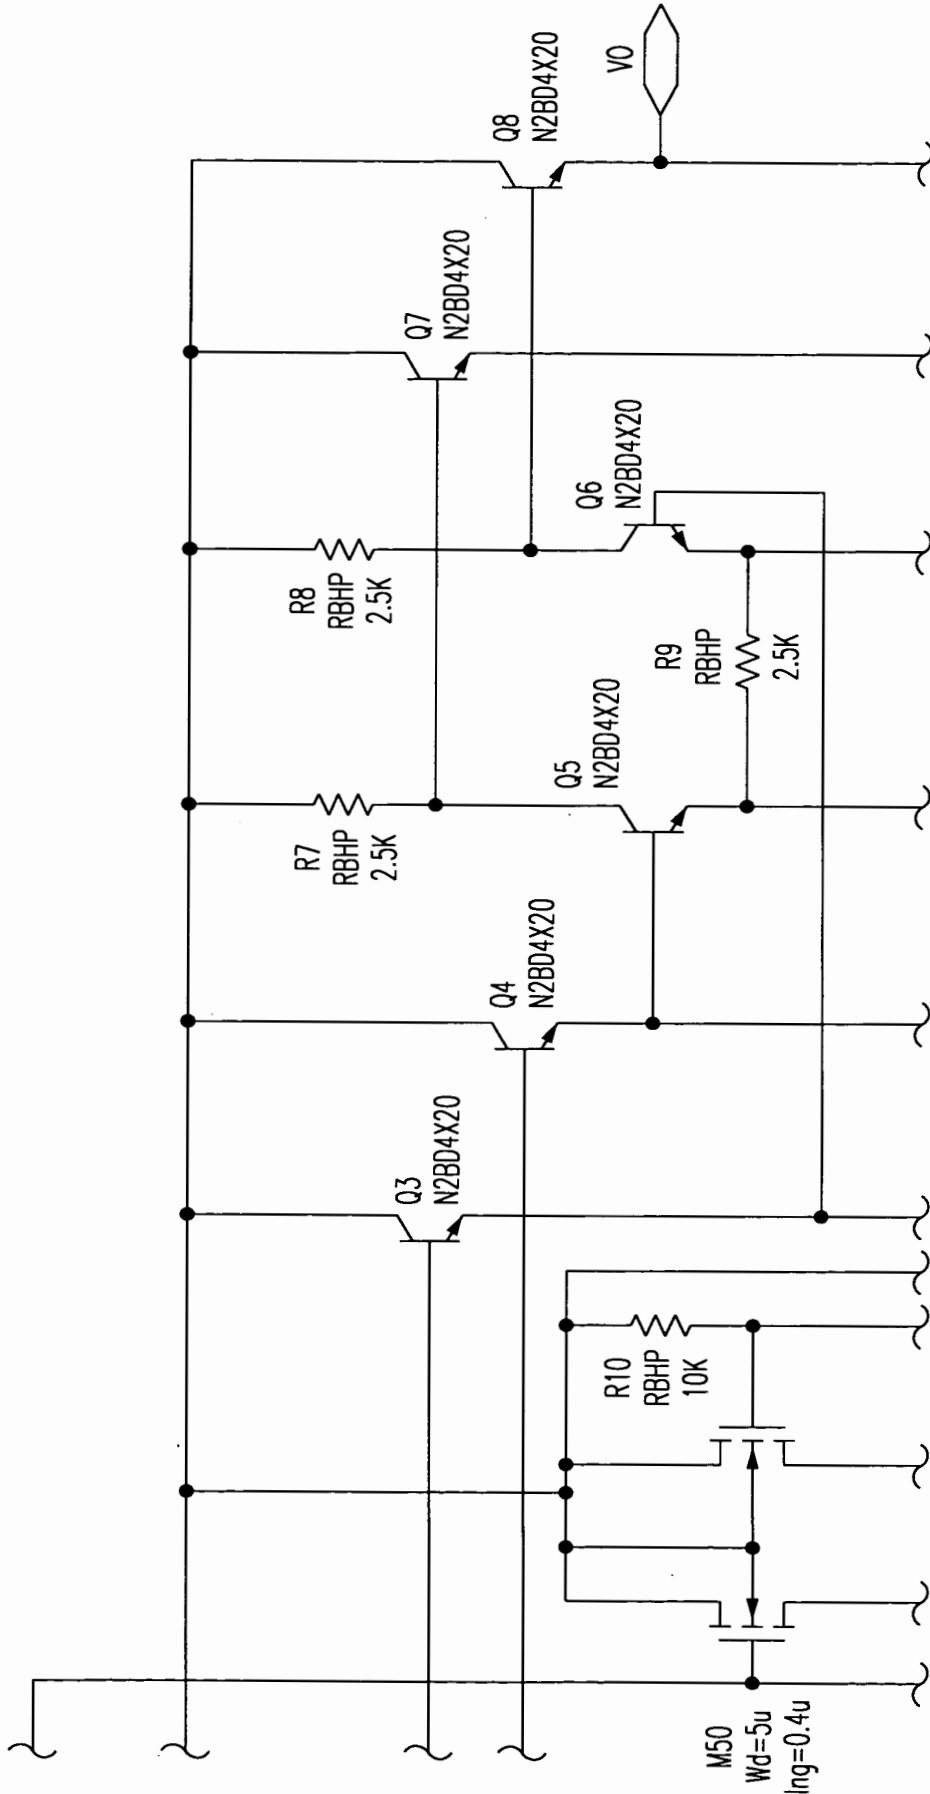 VO
Q8
N2BD4X20
Q7
N2BD4X20
Q6
N2BD4X20
R8
RBHP
2.5K
R9
RBHP
2.5K
Q5
N2BD4X20
R7
RBHP
2.5K
Q4
N2BD4X20
Q3
N2BD4X20
R10
RBHP
10K
M50
Wd=5u
lng=0.4u